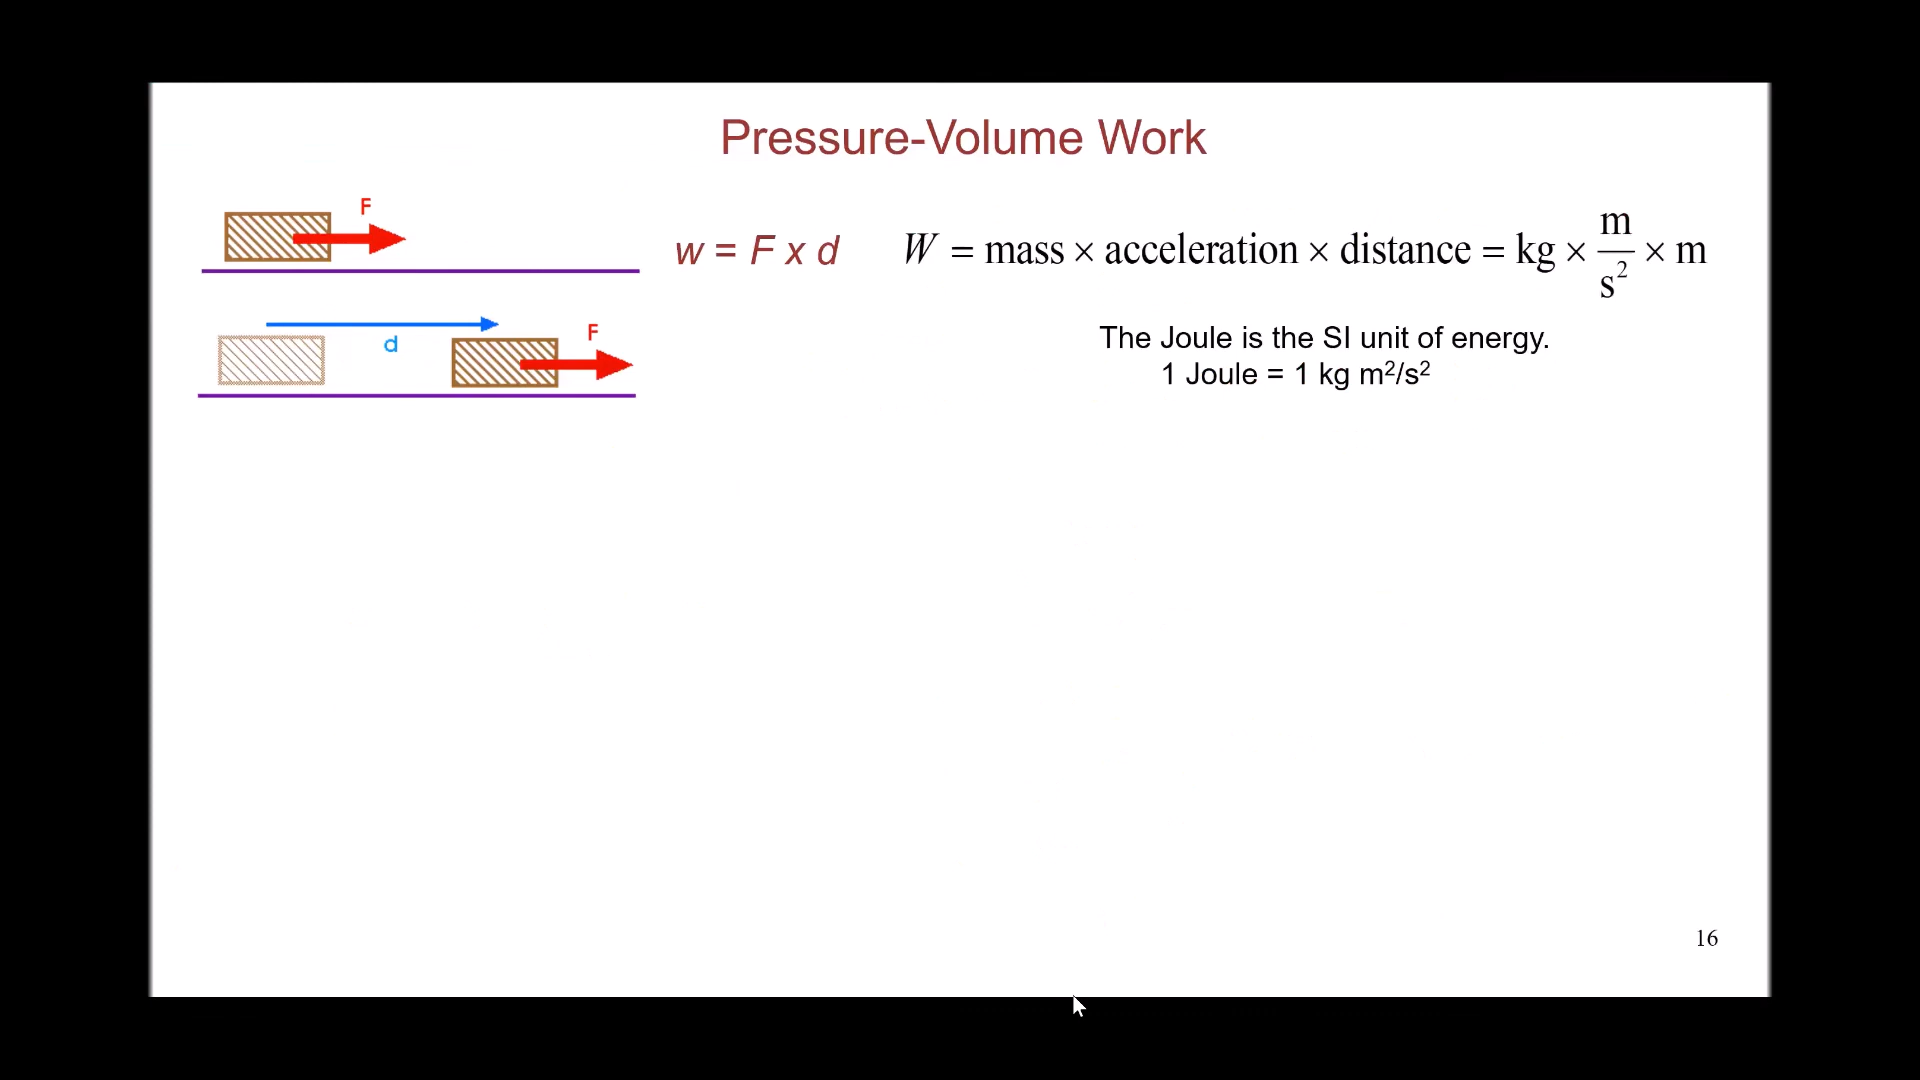 Pressure-Volume Work
F
w = F x d
W = mass × acceleration × distance = kg × m/s² × m
d
F
The Joule is the SI unit of energy.
1 Joule = 1 kg m²/s²
16